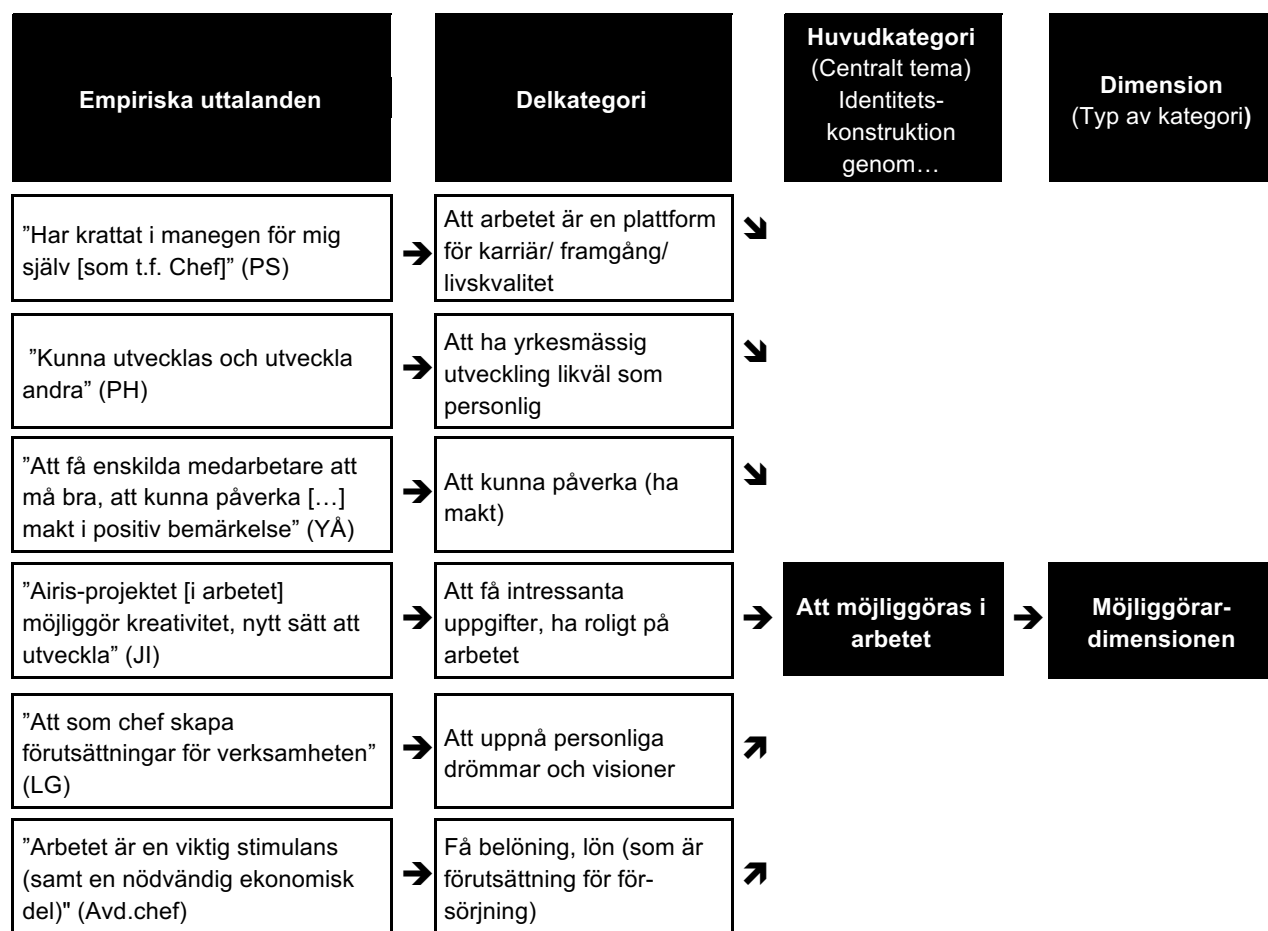 Empiriska uttalanden
Delkategori
Huvudkategori
(Centralt tema)
Identitets-
konstruktion
genom…
Dimension
(Typ av kategori)
”Har krattat i manegen för mig
själv [som t.f. Chef]” (PS)
➔
Att arbetet är en plattform
för karriär/ framgång/
livskvalitet
➘
”Kunna utvecklas och utveckla
andra” (PH)
➔
Att ha yrkesmässig
utveckling likväl som
personlig
➘
”Att få enskilda medarbetare att
må bra, att kunna påverka […]
makt i positiv bemärkelse” (YÅ)
➔
Att kunna påverka (ha
makt)
➘
”Airis-projektet [i arbetet]
möjliggör kreativitet, nytt sätt att
utveckla” (JI)
➔
Att få intressanta
uppgifter, ha roligt på
arbetet
➔
Att möjliggöras i
arbetet
➔
Möjliggörar-
dimensionen
”Att som chef skapa
förutsättningar för verksamheten”
(LG)
➔
Att uppnå personliga
drömmar och visioner
➚
”Arbetet är en viktig stimulans
(samt en nödvändig ekonomisk
del)" (Avd.chef)
➔
Få belöning, lön (som är
förutsättning för för-
sörjning)
➚